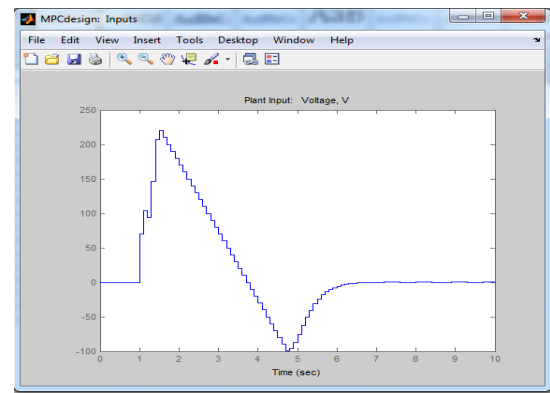 MPCdesign: Inputs
File Edit View Insert Tools Desktop Window Help
Plant Input: Voltage, V
250
200
150
100
50
0
-50
-100
0 1 2 3 4 5 6 7 8 9 10
Time (sec)